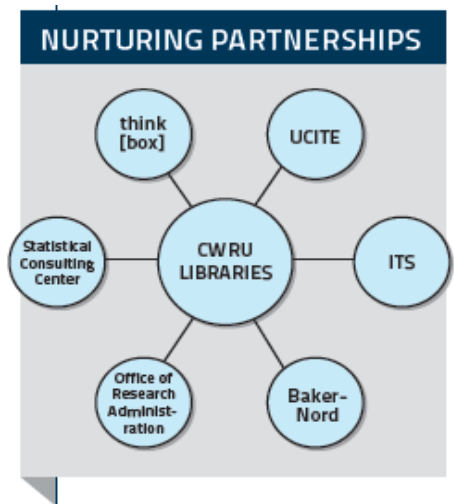 NURTURING PARTNERSHIPS
think
[box]
UCITE
Statistical
Consulting
Center
CWRU
LIBRARIES
ITS
Office of
Research
Administ-
ration
Baker-
Nord